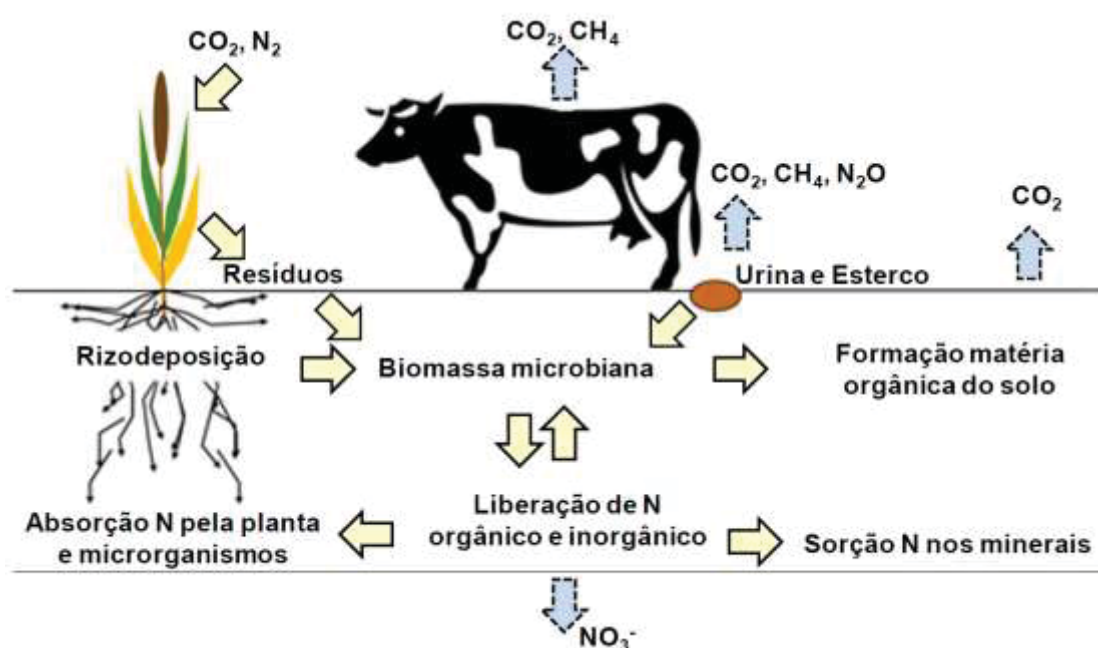 CO₂, N₂
CO₂, CH₄
CO₂, CH₄, N₂O
CO₂
Resíduos
Urina e Esterco
Rizodeposição
Biomassa microbiana
Formação matéria
orgânica do solo
Absorção N pela planta
e microrganismos
Liberação de N
orgânico e inorgânico
Sorção N nos minerais
NO₃⁻